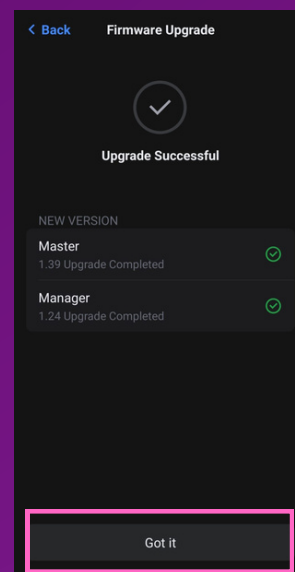 Back
Firmware Upgrade
Upgrade Successful
NEW VERSION
Master
1.39 Upgrade Completed
Manager
1.24 Upgrade Completed
Got it